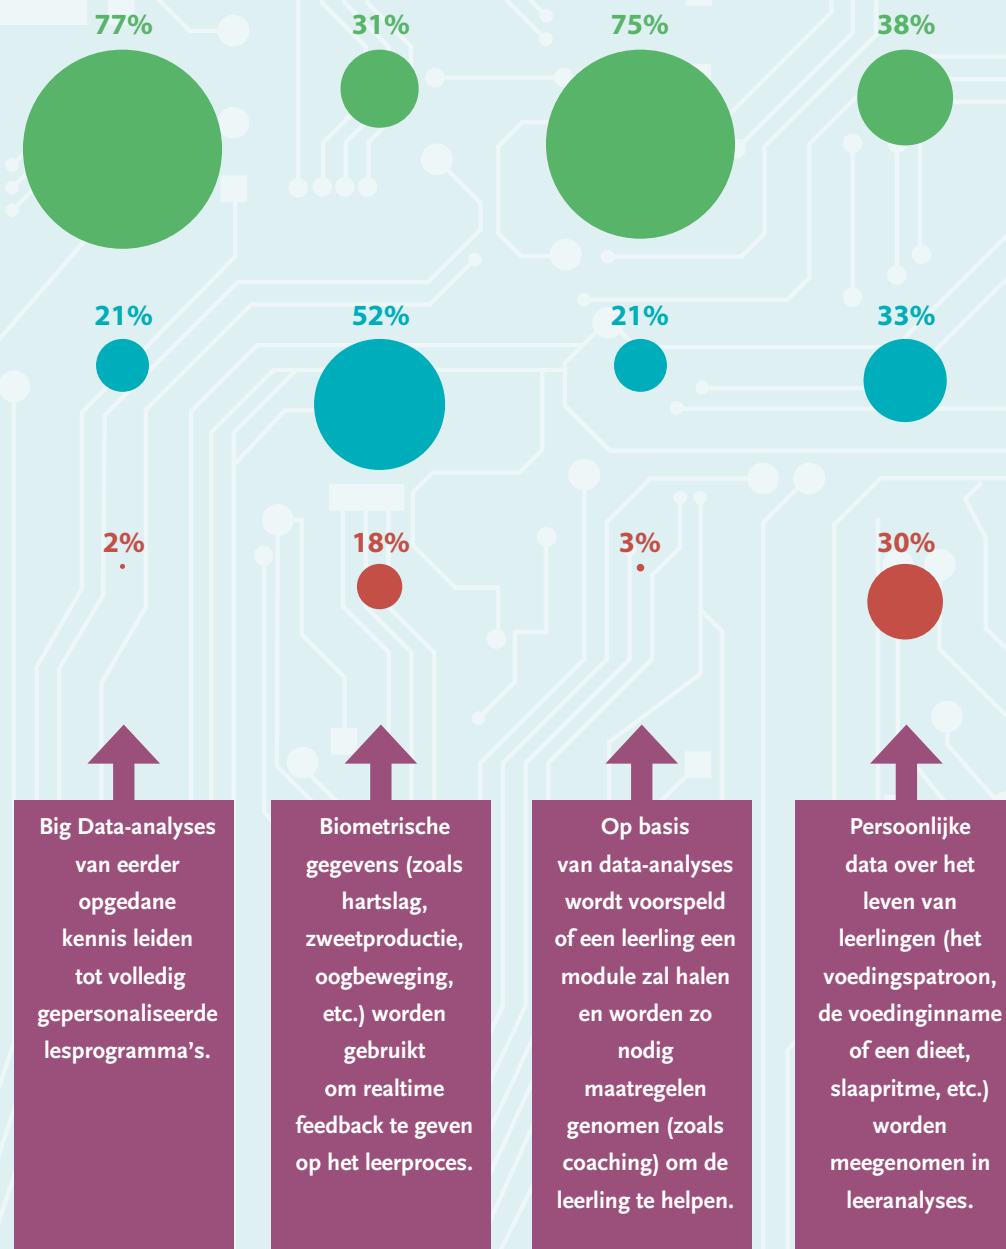 77%
31%
75%
38%
21%
52%
21%
33%
2%
18%
3%
30%
Big Data-analyses
van eerder
opgedane
kennis leiden
tot volledig
gepersonaliseerde
lesprogramma's.
Biometrische
gegevens (zoals
hartslag,
zweetproductie,
oogbeweging,
etc.) worden
gebruikt
om realtime
feedback te geven
op het leerproces.
Op basis
van data-analyses
wordt voorspeld
of een leerling een
module zal halen
en worden zo
nodig
maatregelen
genomen (zoals
coaching) om de
leerling te helpen.
Persoonlijke
data over het
leven van
leerlingen (het
voedingspatroon,
de voedinginname
of een dieet,
slaapritme, etc.)
worden
meegenomen in
leeranalyses.